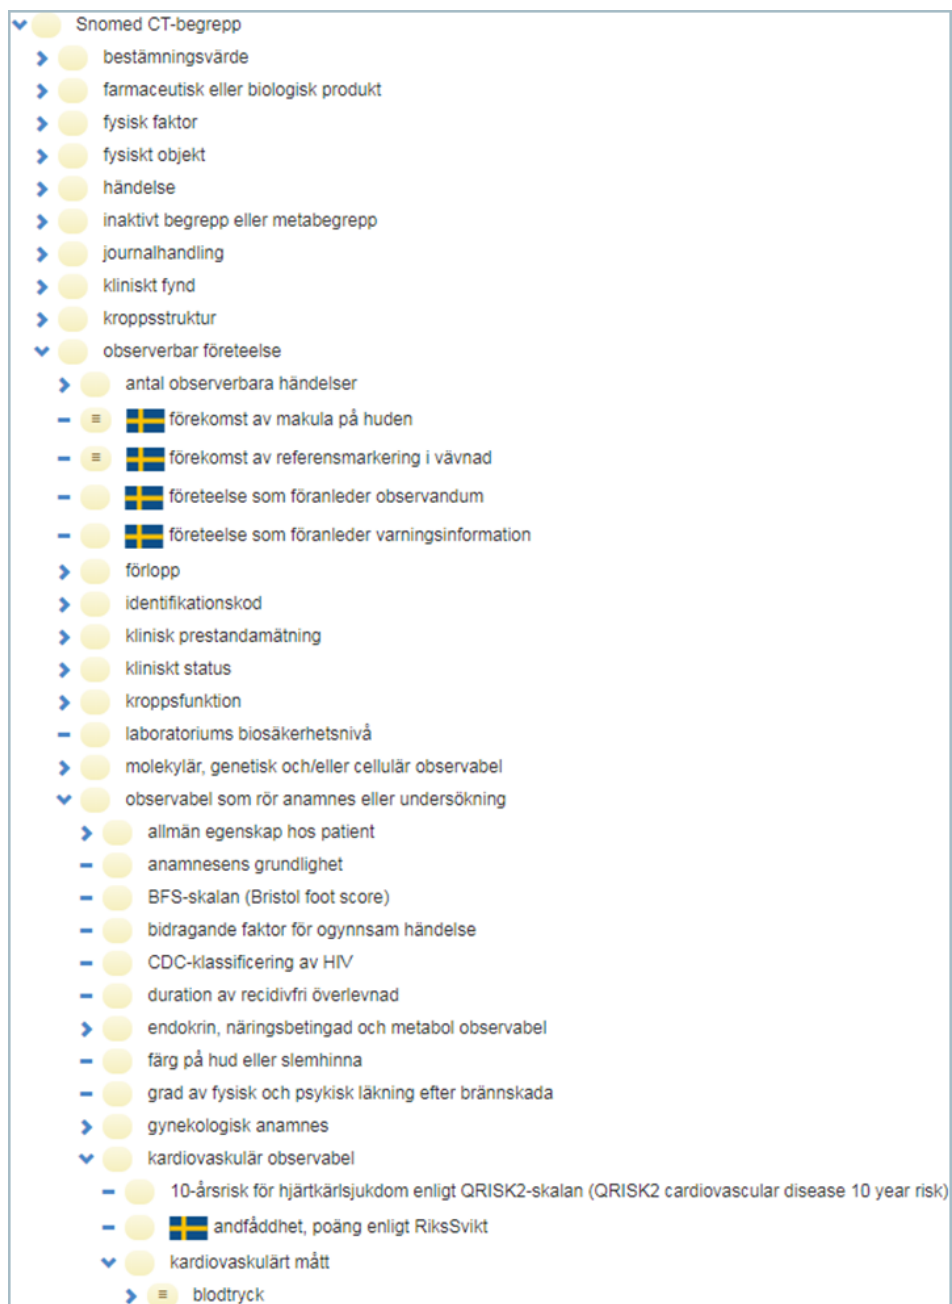 Snomed CT-begrepp
bestämningsvärde
farmaceutisk eller biologisk produkt
fysisk faktor
fysiskt objekt
händelse
inaktivt begrepp eller metabegrepp
journalhandling
kliniskt fynd
kroppsstruktur
observerbar företeelse
antal observerbara händelser
förekomst av makula på huden
förekomst av referensmarkering i vävnad
företeelse som föranleder observandum
företeelse som föranleder varningsinformation
förlopp
identifikationskod
klinisk prestandamätning
kliniskt status
kroppsfunktion
laboratoriums biosäkerhetsnivå
molekylär, genetisk och/eller cellulär observabel
observabel som rör anamnes eller undersökning
allmän egenskap hos patient
anamnesens grundlighet
BFS-skalan (Bristol foot score)
bidragande faktor för ogynnsam händelse
CDC-klassificering av HIV
duration av recidivfri överlevnad
endokrin, näringsbetingad och metabol observabel
färg på hud eller slemhinna
grad av fysisk och psykisk läkning efter brännskada
gynekologisk anamnes
kardiovaskulär observabel
10-årsrisk för hjärtkärlsjukdom enligt QRISK2-skalan (QRISK2 cardiovascular disease 10 year risk)
andfåddhet, poäng enligt RiksSvikt
kardiovaskulärt mått
blodtryck